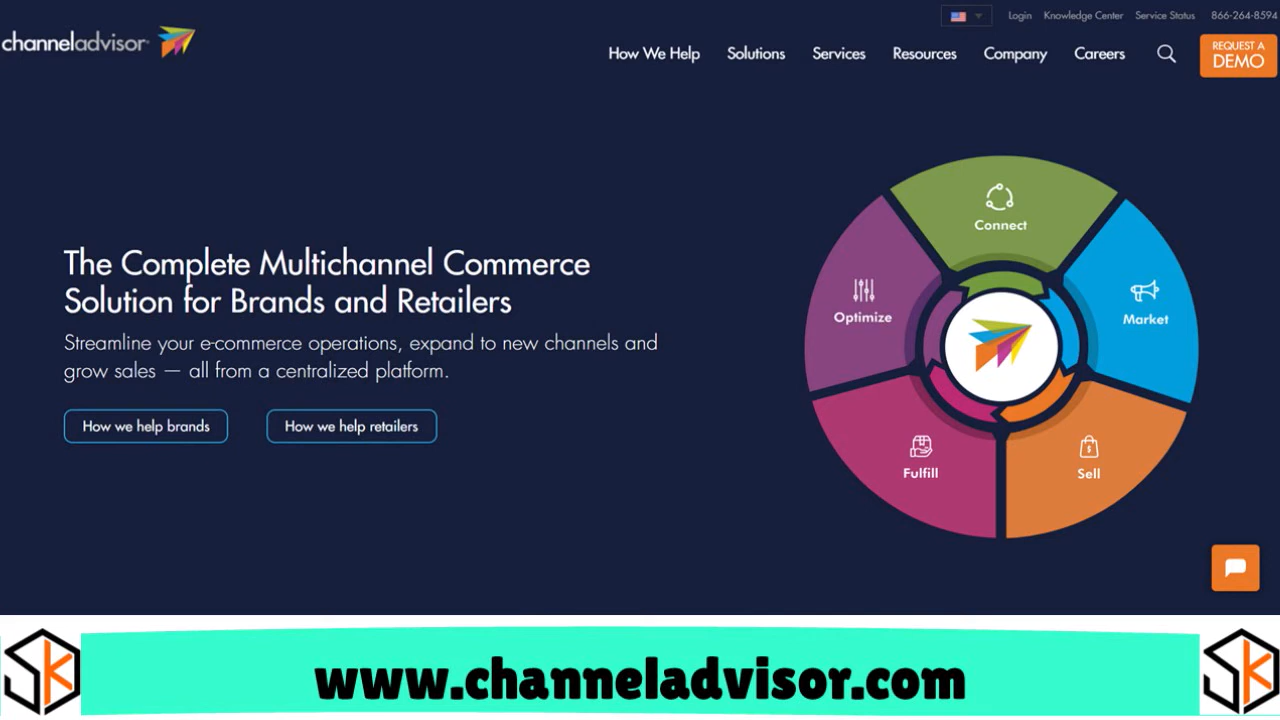 Login Knowledge Center Service Status 866-264-8594
channeladvisor
How We Help Solutions Services Resources Company Careers
REQUEST A
DEMO
The Complete Multichannel Commerce
Solution for Brands and Retailers
Streamline your e-commerce operations, expand to new channels and
grow sales — all from a centralized platform.
How we help brands
How we help retailers
Connect
Market
Sell
Fulfill
Optimize
www.channeladvisor.com
SK
SK